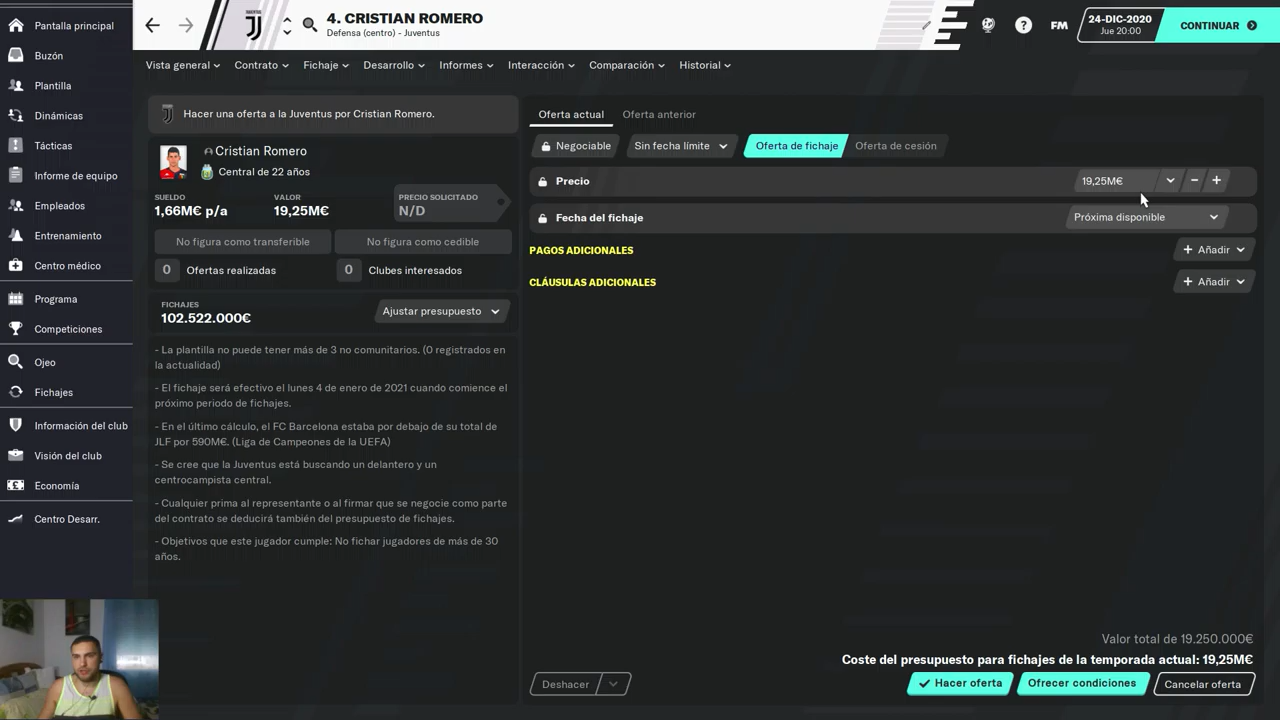 Pantalla principal
Buzón
Plantilla
Dinámicas
Tácticas
Informe de equipo
Empleados
Entrenamiento
Centro médico
Programa
Competiciones
Ojeo
Fichajes
Información del club
Visión del club
Economía
Centro Desarr.
4. CRISTIAN ROMERO
Defensa (centro) - Juventus
FM
24-DIC-2020
Jue 20:00
CONTINUAR
Vista general
Contrato
Fichaje
Desarrollo
Informes
Interacción
Comparación
Historial
Hacer una oferta a la Juventus por Cristian Romero.
Cristian Romero
Central de 22 años
SUELDO
1,66M€ p/a
VALOR
19,25M€
PRECIO SOLICITADO
N/D
No figura como transferible
No figura como cedible
0 Ofertas realizadas
0 Clubes interesados
FICHAJES
102.522.000€
Ajustar presupuesto
- La plantilla no puede tener más de 3 no comunitarios. (0 registrados en
la actualidad)
- El fichaje será efectivo el lunes 4 de enero de 2021 cuando comience el
próximo periodo de fichajes.
- En el último cálculo, el FC Barcelona estaba por debajo de su total de
JLF por 590M€. (Liga de Campeones de la UEFA)
- Se cree que la Juventus está buscando un delantero y un
centrocampista central.
- Cualquier prima al representante o al firmar que se negocie como parte
del contrato se deducirá también del presupuesto de fichajes.
- Objetivos que este jugador cumple: No fichar jugadores de más de 30
años.
Oferta actual
Oferta anterior
Negociable
Sin fecha límite
Oferta de fichaje
Oferta de cesión
Precio
19,25M€
Fecha del fichaje
Próxima disponible
PAGOS ADICIONALES
+ Añadir
CLÁUSULAS ADICIONALES
+ Añadir
Valor total de 19.250.000€
Coste del presupuesto para fichajes de la temporada actual: 19,25M€
Deshacer
Hacer oferta
Ofrecer condiciones
Cancelar oferta